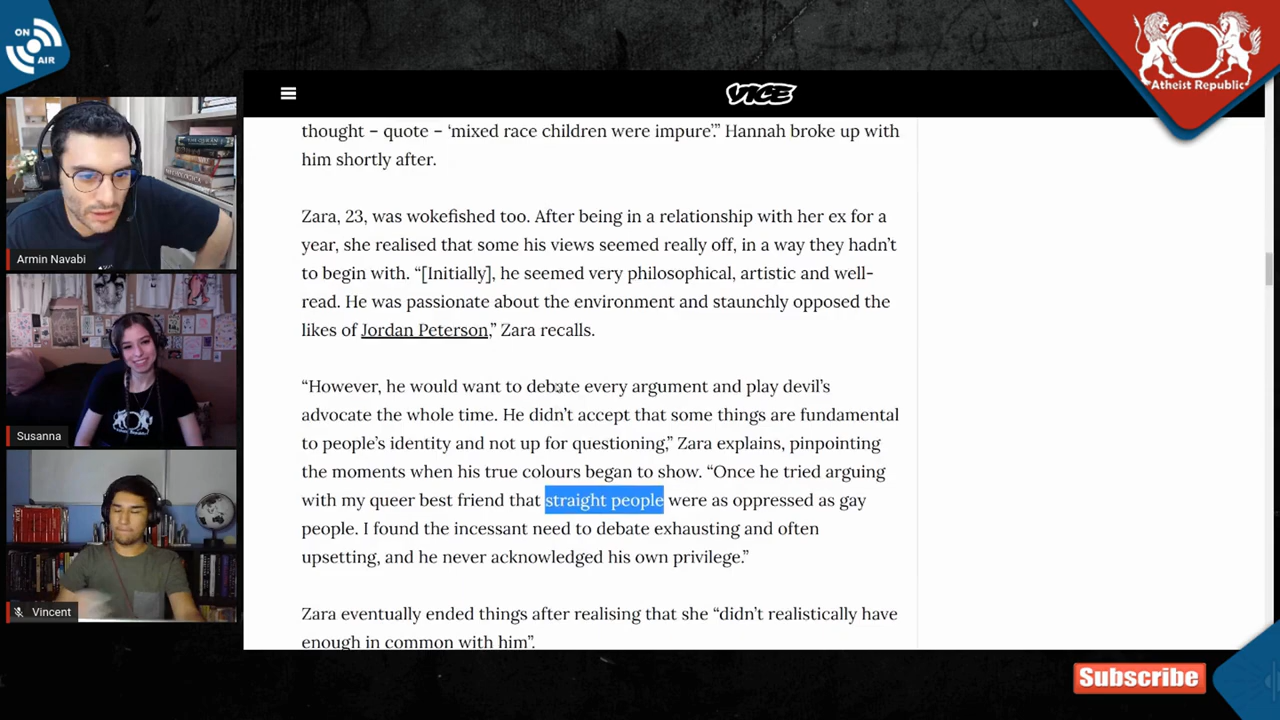 ON
AIR
Armin Navabi
Susanna
Vincent
VICE
Atheist Republic
thought – quote – ‘mixed race children were impure’.” Hannah broke up with
him shortly after.
Zara, 23, was wokefished too. After being in a relationship with her ex for a
year, she realised that some his views seemed really off, in a way they hadn’t
to begin with. “[Initially], he seemed very philosophical, artistic and well-
read. He was passionate about the environment and staunchly opposed the
likes of Jordan Peterson,” Zara recalls.
“However, he would want to debate every argument and play devil’s
advocate the whole time. He didn’t accept that some things are fundamental
to people’s identity and not up for questioning,” Zara explains, pinpointing
the moments when his true colours began to show. “Once he tried arguing
with my queer best friend that straight people were as oppressed as gay
people. I found the incessant need to debate exhausting and often
upsetting, and he never acknowledged his own privilege.”
Zara eventually ended things after realising that she “didn’t realistically have
enough in common with him”.
Subscribe